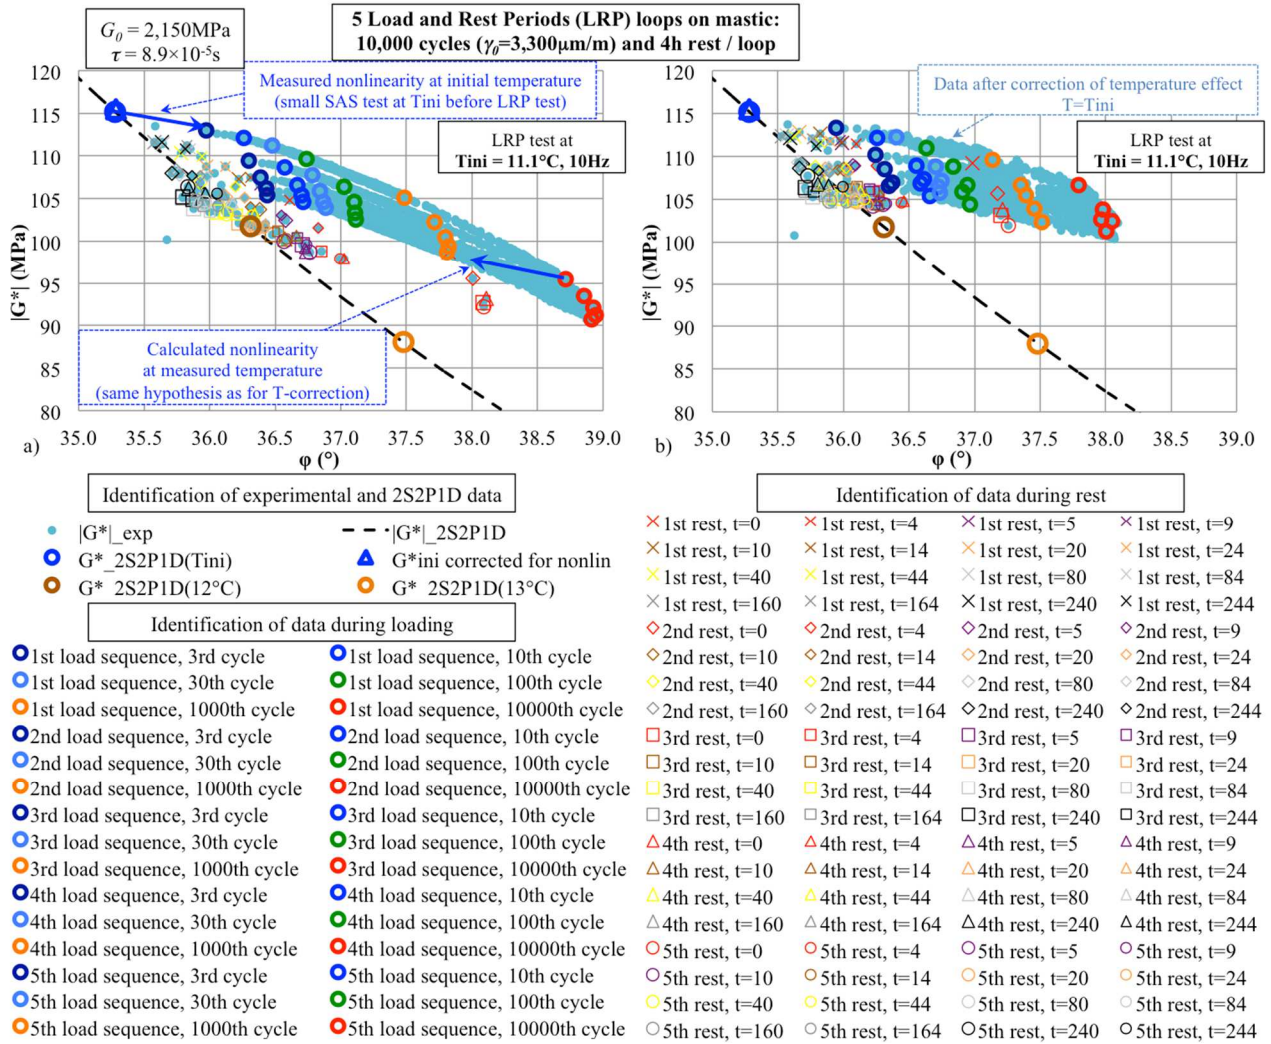 G₀ = 2,150MPa
τ = 8.9×10⁻⁵s
5 Load and Rest Periods (LRP) loops on mastic:
10,000 cycles (γ₀=3,300µm/m) and 4h rest / loop
Measured nonlinearity at initial temperature
(small SAS test at Tini before LRP test)
LRP test at
Tini = 11.1°C, 10Hz
Calculated nonlinearity
at measured temperature
(same hypothesis as for T-correction)
|G*| (MPa)
120
115
110
105
100
95
90
85
80
35.0 35.5 36.0 36.5 37.0 37.5 38.0 38.5 39.0
a)
φ (°)
Data after correction of temperature effect
T=Tini
LRP test at
Tini = 11.1°C, 10Hz
|G*| (MPa)
120
115
110
105
100
95
90
85
80
35.0 35.5 36.0 36.5 37.0 37.5 38.0 38.5 39.0
b)
φ (°)
Identification of experimental and 2S2P1D data
|G*|_exp |G*|_2S2P1D
G*_2S2P1D(Tini) G*ini corrected for nonlin
G* 2S2P1D(12°C) G* 2S2P1D(13°C)
Identification of data during loading
1st load sequence, 3rd cycle 1st load sequence, 10th cycle
1st load sequence, 30th cycle 1st load sequence, 100th cycle
1st load sequence, 1000th cycle 1st load sequence, 10000th cycle
2nd load sequence, 3rd cycle 2nd load sequence, 10th cycle
2nd load sequence, 30th cycle 2nd load sequence, 100th cycle
2nd load sequence, 1000th cycle 2nd load sequence, 10000th cycle
3rd load sequence, 3rd cycle 3rd load sequence, 10th cycle
3rd load sequence, 30th cycle 3rd load sequence, 100th cycle
3rd load sequence, 1000th cycle 3rd load sequence, 10000th cycle
4th load sequence, 3rd cycle 4th load sequence, 10th cycle
4th load sequence, 30th cycle 4th load sequence, 100th cycle
4th load sequence, 1000th cycle 4th load sequence, 10000th cycle
5th load sequence, 3rd cycle 5th load sequence, 10th cycle
5th load sequence, 30th cycle 5th load sequence, 100th cycle
5th load sequence, 1000th cycle 5th load sequence, 10000th cycle
Identification of data during rest
1st rest, t=0 1st rest, t=4 1st rest, t=5 1st rest, t=9
1st rest, t=10 1st rest, t=14 1st rest, t=20 1st rest, t=24
1st rest, t=40 1st rest, t=44 1st rest, t=80 1st rest, t=84
1st rest, t=160 1st rest, t=164 1st rest, t=240 1st rest, t=244
2nd rest, t=0 2nd rest, t=4 2nd rest, t=5 2nd rest, t=9
2nd rest, t=10 2nd rest, t=14 2nd rest, t=20 2nd rest, t=24
2nd rest, t=40 2nd rest, t=44 2nd rest, t=80 2nd rest, t=84
2nd rest, t=160 2nd rest, t=164 2nd rest, t=240 2nd rest, t=244
3rd rest, t=0 3rd rest, t=4 3rd rest, t=5 3rd rest, t=9
3rd rest, t=10 3rd rest, t=14 3rd rest, t=20 3rd rest, t=24
3rd rest, t=40 3rd rest, t=44 3rd rest, t=80 3rd rest, t=84
3rd rest, t=160 3rd rest, t=164 3rd rest, t=240 3rd rest, t=244
4th rest, t=0 4th rest, t=4 4th rest, t=5 4th rest, t=9
4th rest, t=10 4th rest, t=14 4th rest, t=20 4th rest, t=24
4th rest, t=40 4th rest, t=44 4th rest, t=80 4th rest, t=84
4th rest, t=160 4th rest, t=164 4th rest, t=240 4th rest, t=244
5th rest, t=0 5th rest, t=4 5th rest, t=5 5th rest, t=9
5th rest, t=10 5th rest, t=14 5th rest, t=20 5th rest, t=24
5th rest, t=40 5th rest, t=44 5th rest, t=80 5th rest, t=84
5th rest, t=160 5th rest, t=164 5th rest, t=240 5th rest, t=244